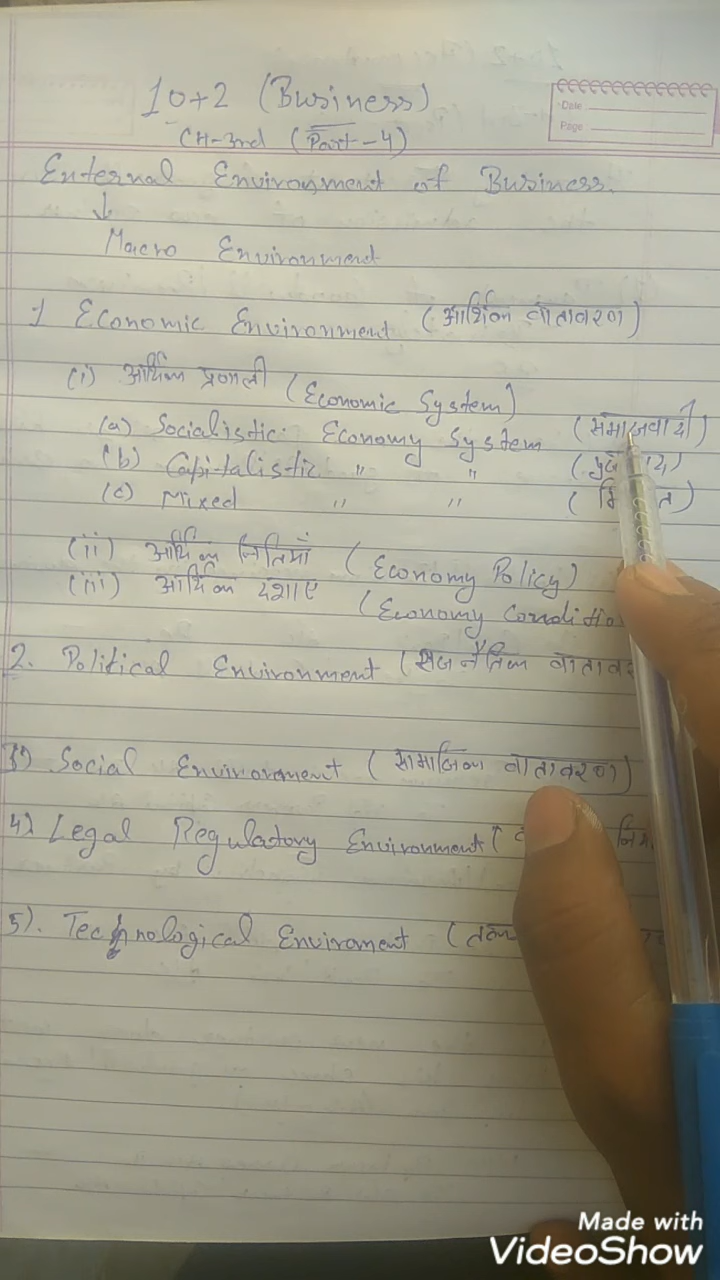 10+2 (Business)
CH-3rd (Part-4)
Date
Page
External Environment of Business.
↓
Macro Environment
1 Economic Environment (आर्थिक वातावरण)
(i) आर्थिक प्रणाली (Economic System)
(a) Socialistic Economy System (समाजवादी)
(b) Capitalistic " "
(c) Mixed " "
(ii) आर्थिक नितियाँ (Economy Policy)
(iii) आर्थिक दशाए (Economy Conditio
2. Political Environment (राजनैतिक वातावर
3) Social Environment (सामाजिक वातावरण)
4) Legal Regulatory Environment (
5). Technological Enviroment (
Made with
VideoShow